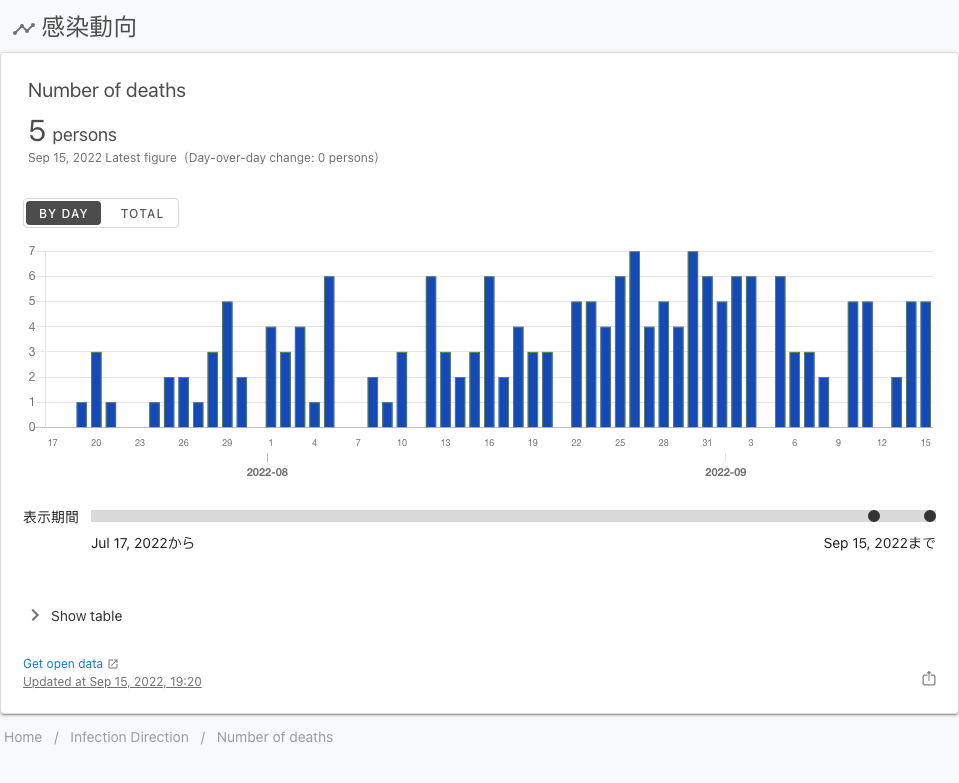 感染動向
Number of deaths
5 persons
Sep 15, 2022 Latest figure (Day-over-day change: 0 persons)
BY DAY TOTAL
7
6
5
4
3
2
1
0
17 20 23 26 29 1 4 7 10 13 16 19 22 25 28 31 3 6 9 12 15
2022-08 2022-09
表示期間
Jul 17, 2022から Sep 15, 2022まで
Show table
Get open data
Updated at Sep 15, 2022, 19:20
Home / Infection Direction / Number of deaths